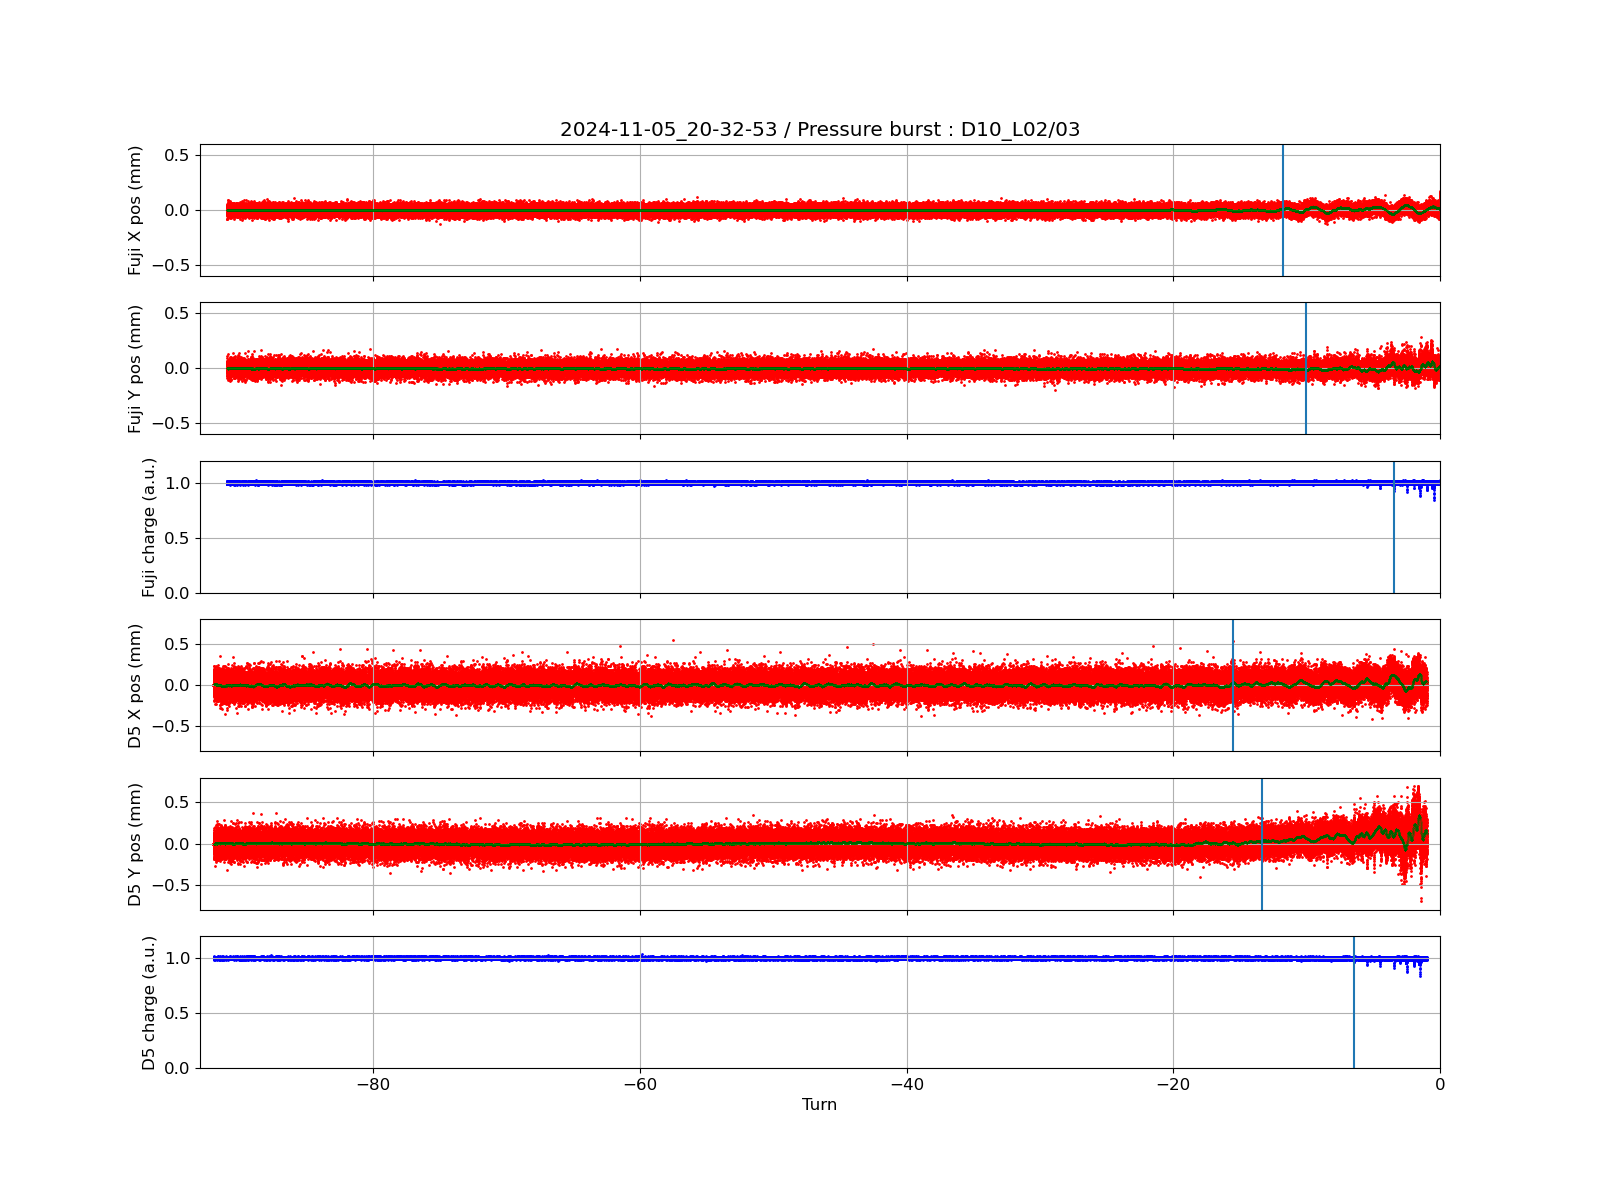 2024-11-05_20-32-53 / Pressure burst : D10_L02/03
Fuji X pos (mm)
0.5
0.0
−0.5
Fuji Y pos (mm)
0.5
0.0
−0.5
Fuji charge (a.u.)
1.0
0.5
0.0
D5 X pos (mm)
0.5
0.0
−0.5
D5 Y pos (mm)
0.5
0.0
−0.5
D5 charge (a.u.)
1.0
0.5
0.0
−80 −60 −40 −20 0
Turn